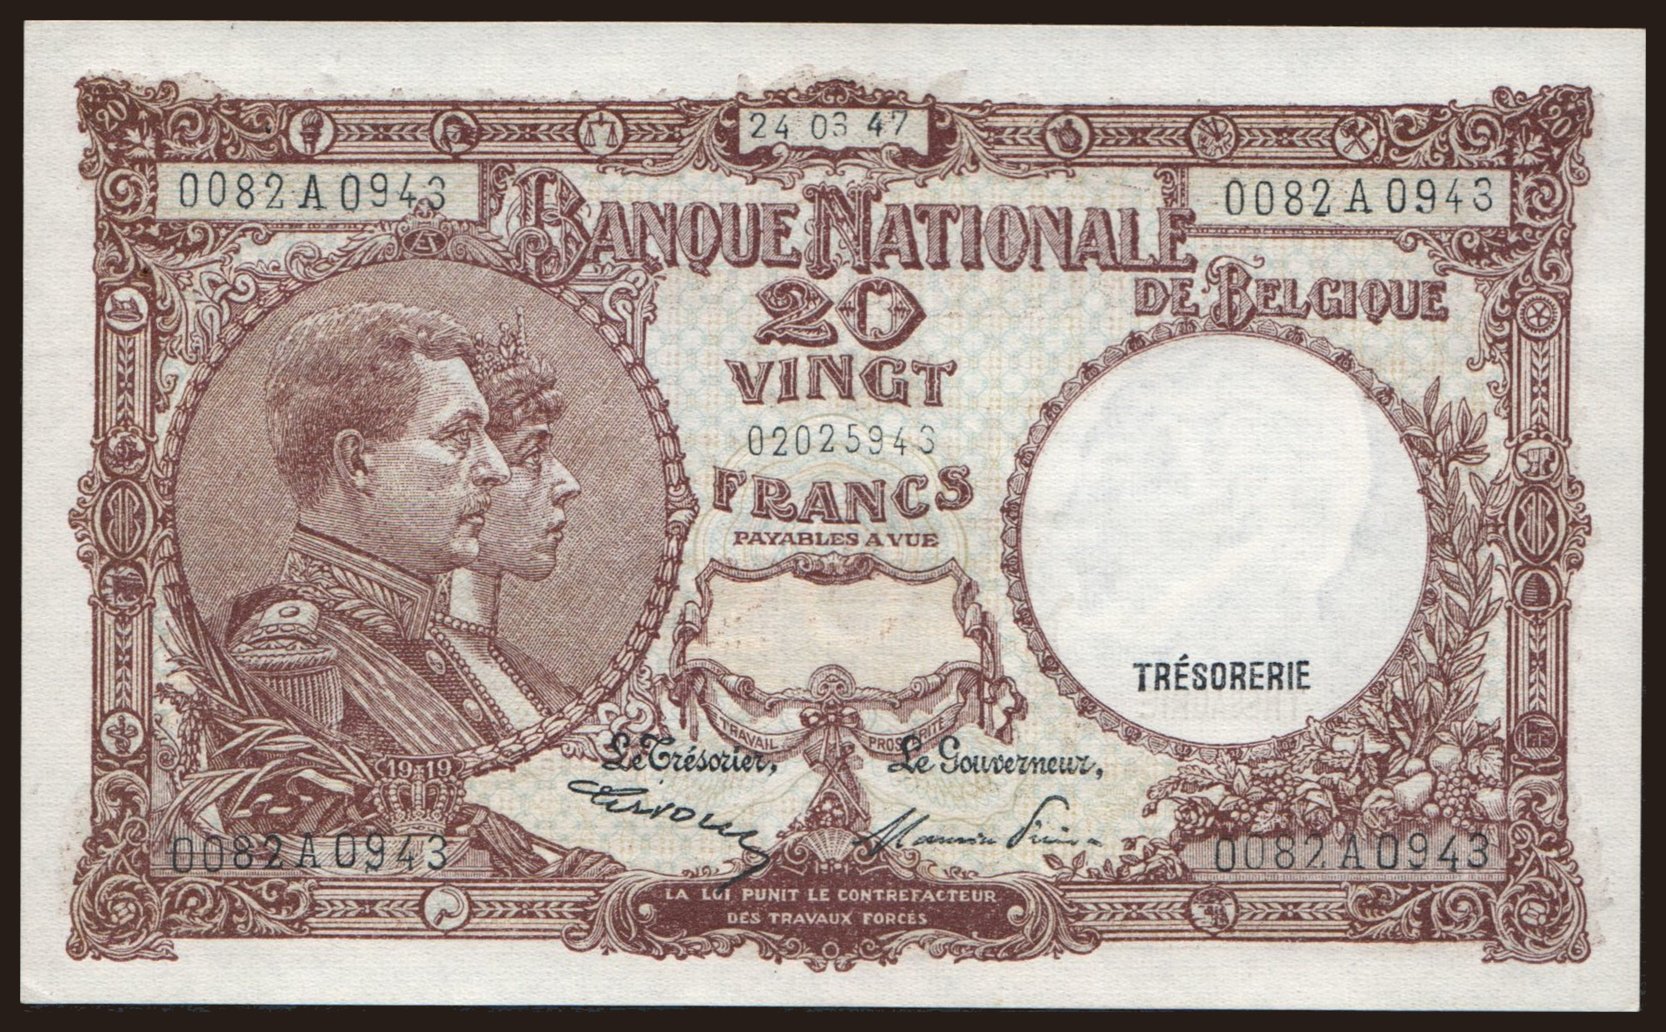 24 03 47
0082 A 0943
0082 A 0943
BANQUE NATIONALE
DE BELGIQUE
20
VINGT
02025943
FRANCS
PAYABLES A VUE
TRÉSORERIE
TRAVAIL
PROSPERITE
Le Trésorier,
Le Gouverneur,
1919
0082 A 0943
0082 A 0943
LA LOI PUNIT LE CONTREFACTEUR
DES TRAVAUX FORCÉS